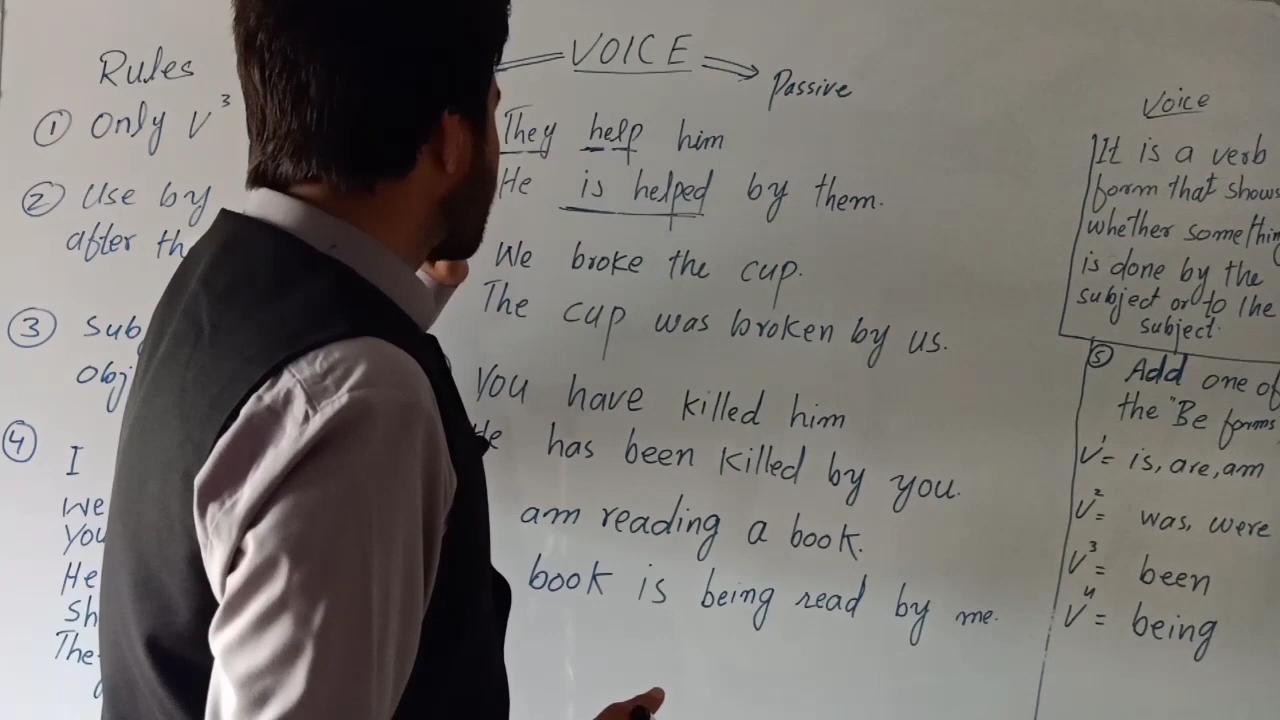 Rules
① Only V³
② Use by
after th
③ Sub
Obj
④
I
We
You
He
Sh
The
VOICE
Passive
They help him
He is helped by them.
We broke the cup.
The cup was broken by us.
You have killed him
He has been killed by you.
am reading a book.
book is being read by me.
Voice
It is a verb
form that shows
whether somethin
is done by the
subject or to the
subject.
⑤ Add one of
the "Be forms
V¹= is, are, am
V²= was, were
V³= been
V⁴= being